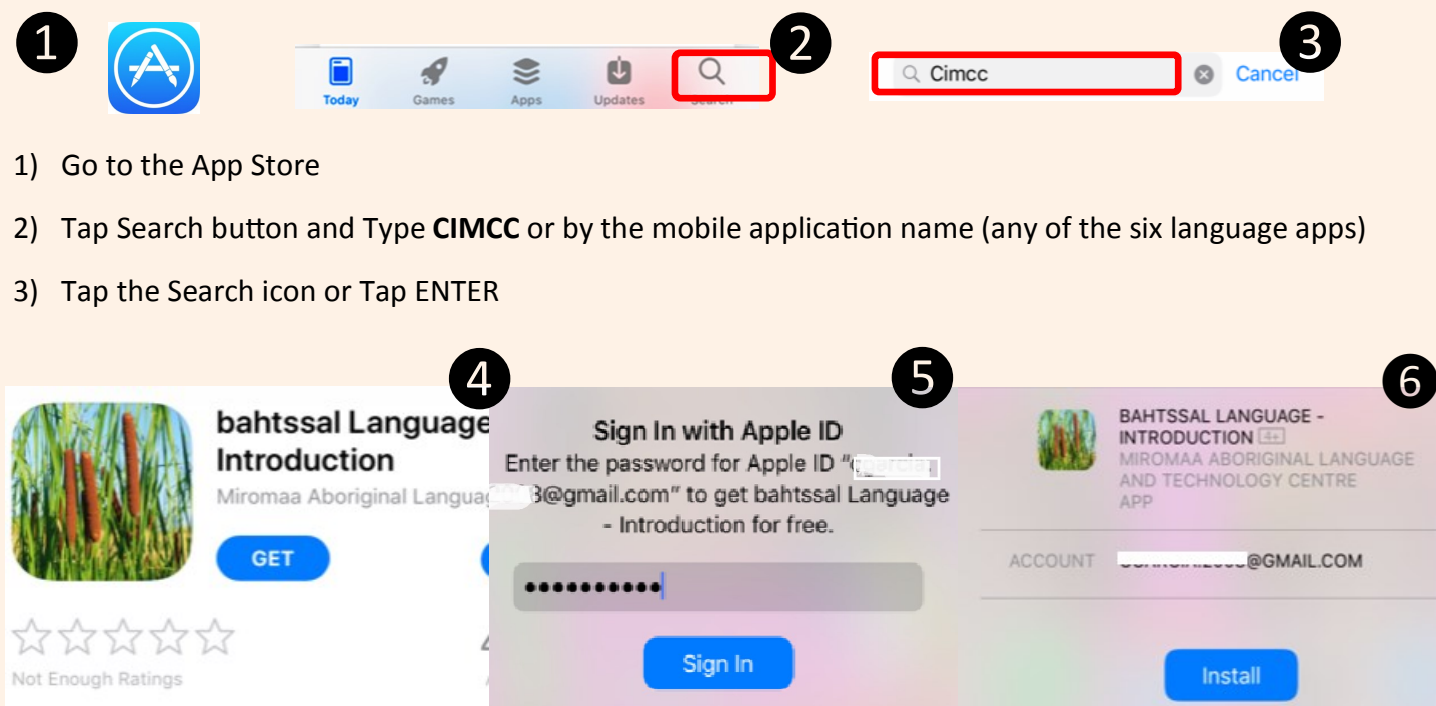 1
2
3
Today
Games
Apps
Updates
Search
Cimcc
Cancel
1) Go to the App Store
2) Tap Search button and Type CIMCC or by the mobile application name (any of the six language apps)
3) Tap the Search icon or Tap ENTER
4
5
6
bahtssal Language
Introduction
Miromaa Aboriginal Langua
GET
Not Enough Ratings
Sign In with Apple ID
Enter the password for Apple ID "
3@gmail.com" to get bahtssal Language
- Introduction for free.
Sign In
BAHTSSAL LANGUAGE -
INTRODUCTION 4+
MIROMAA ABORIGINAL LANGUAGE
AND TECHNOLOGY CENTRE
APP
ACCOUNT @GMAIL.COM
Install